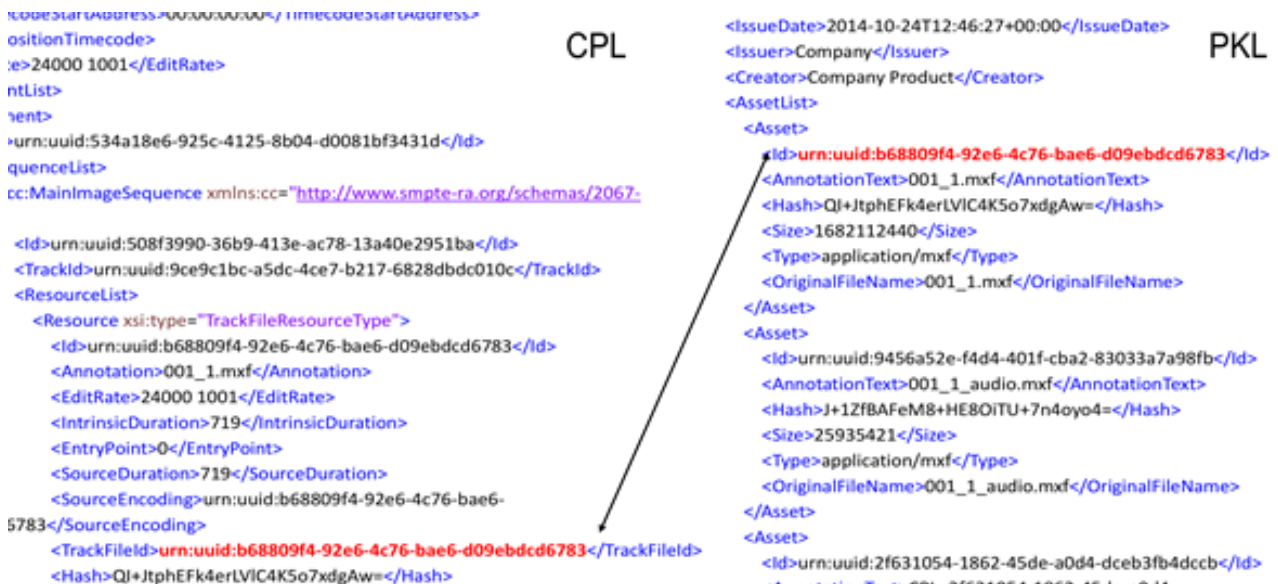 codeStartAddress>00:00:00:00</TimecodeStartAddress>
ositionTimecode>
te>24000 1001</EditRate>
ntList>
nent>
>urn:uuid:534a18e6-925c-4125-8b04-d0081bf3431d</Id>
quenceList>
cc:MainImageSequence xmlns:cc="http://www.smpte-ra.org/schemas/2067-
<Id>urn:uuid:508f3990-36b9-413e-ac78-13a40e2951ba</Id>
<TrackId>urn:uuid:9ce9c1bc-a5dc-4ce7-b217-6828dbdc010c</TrackId>
<ResourceList>
<Resource xsi:type="TrackFileResourceType">
<Id>urn:uuid:b68809f4-92e6-4c76-bae6-d09ebdcd6783</Id>
<Annotation>001_1.mxf</Annotation>
<EditRate>24000 1001</EditRate>
<IntrinsicDuration>719</IntrinsicDuration>
<EntryPoint>0</EntryPoint>
<SourceDuration>719</SourceDuration>
<SourceEncoding>urn:uuid:b68809f4-92e6-4c76-bae6-
6783</SourceEncoding>
<TrackFileId>urn:uuid:b68809f4-92e6-4c76-bae6-d09ebdcd6783</TrackFileId>
<Hash>QI+JtphEFk4erLVlC4K5o7xdgAw=</Hash>
CPL
<IssueDate>2014-10-24T12:46:27+00:00</IssueDate>
<Issuer>Company</Issuer>
<Creator>Company Product</Creator>
<AssetList>
<Asset>
<Id>urn:uuid:b68809f4-92e6-4c76-bae6-d09ebdcd6783</Id>
<AnnotationText>001_1.mxf</AnnotationText>
<Hash>QI+JtphEFk4erLVlC4K5o7xdgAw=</Hash>
<Size>1682112440</Size>
<Type>application/mxf</Type>
<OriginalFileName>001_1.mxf</OriginalFileName>
</Asset>
<Asset>
<Id>urn:uuid:9456a52e-f4d4-401f-cba2-83033a7a98fb</Id>
<AnnotationText>001_1_audio.mxf</AnnotationText>
<Hash>J+1ZfBAFeM8+HE8OiTU+7n4oyo4=</Hash>
<Size>25935421</Size>
<Type>application/mxf</Type>
<OriginalFileName>001_1_audio.mxf</OriginalFileName>
</Asset>
<Asset>
<Id>urn:uuid:2f631054-1862-45de-a0d4-dceb3fb4dccb</Id>
PKL